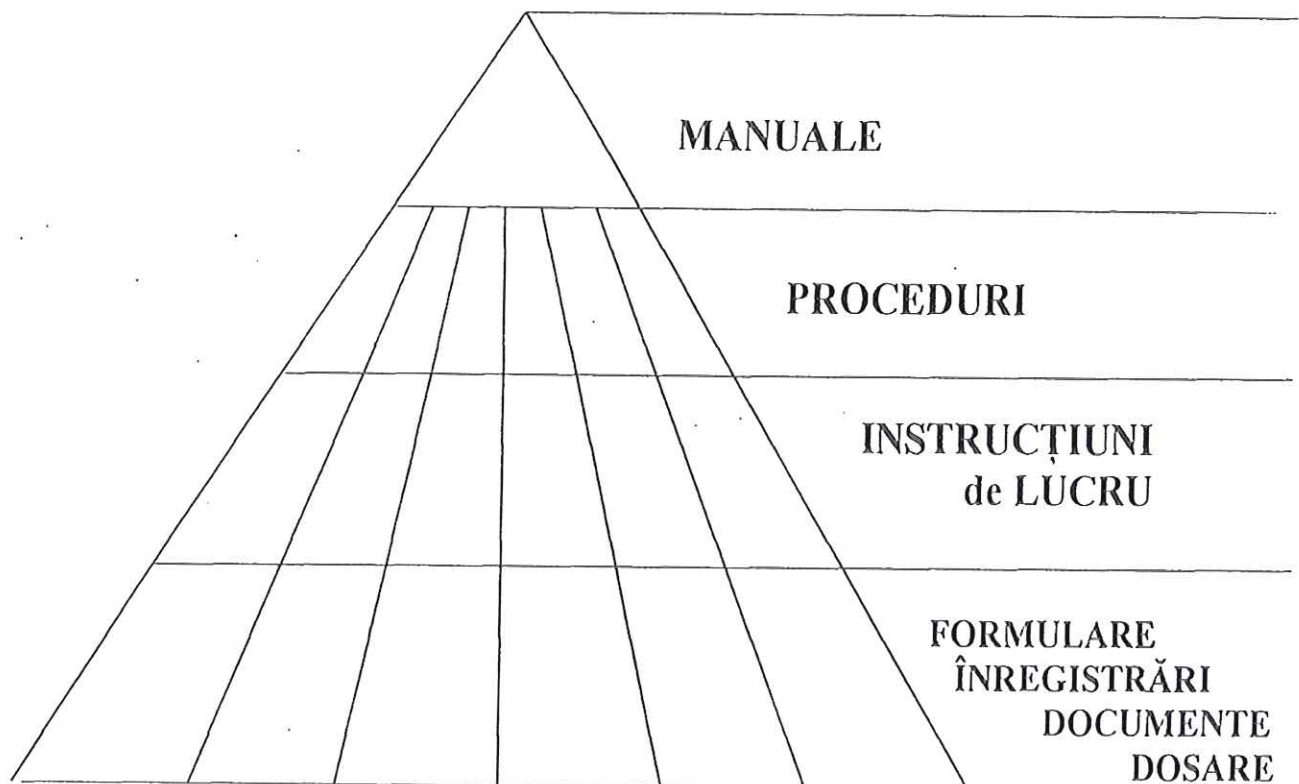 MANUALE
PROCEDURI
INSTRUCȚIUNI
de LUCRU
FORMULARE
ÎNREGISTRĂRI
DOCUMENTE
DOSARE